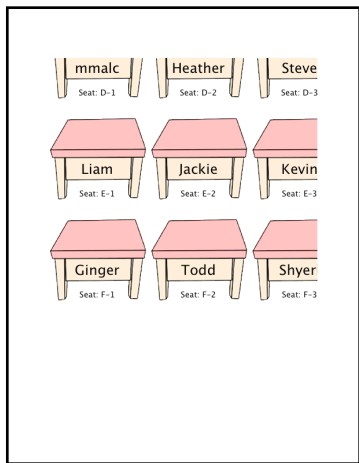 mmalc
Heather
Steve
Seat: D-1
Seat: D-2
Seat: D-3
Liam
Jackie
Kevin
Seat: E-1
Seat: E-2
Seat: E-3
Ginger
Todd
Shyer
Seat: F-1
Seat: F-2
Seat: F-3